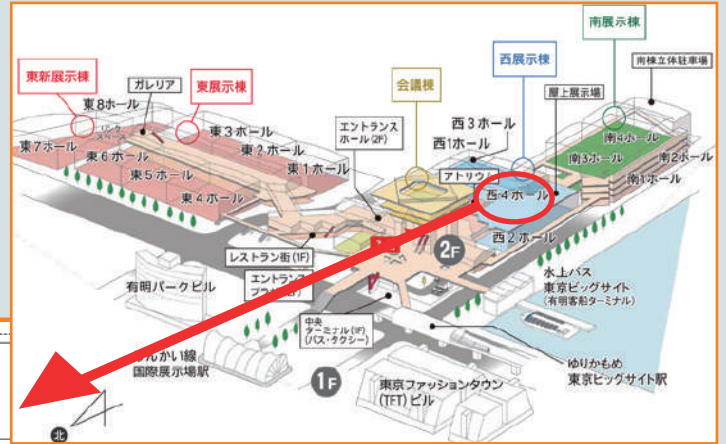 南展示棟
西展示棟
南棟立体駐車場
東新展示棟
ガレリア
東展示棟
会議棟
屋上展示場
東8ホール
東7ホール
東6ホール
東5ホール
東4ホール
東3ホール
東2ホール
東1ホール
エントランス
ホール(2F)
西3ホール
西1ホール
アトリウム
西4ホール
西2ホール
南4ホール
南3ホール
南2ホール
南1ホール
レストラン街(1F)
エントランス
2F
有明パークビル
中央
ターミナル(1F)
(バス・タクシー)
水上バス
東京ビッグサイト
(有明客船ターミナル)
国際展示場駅
1F
東京ファッションタウン
(TFT)ビル
ゆりかもめ
東京ビッグサイト駅
北